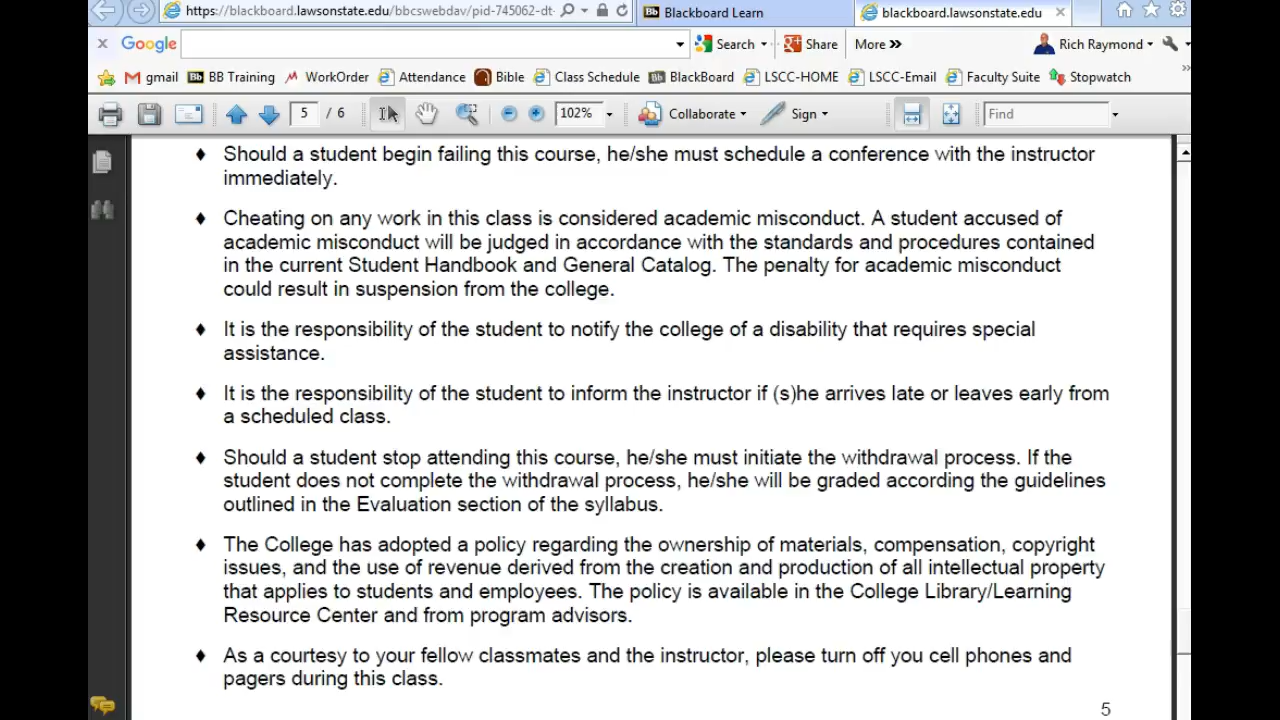 https://blackboard.lawsonstate.edu/bbcswebdav/pid-745062-dt-
Bb Blackboard Learn
blackboard.lawsonstate.edu
x Google Search Share More » Rich Raymond
gmail Bb BB Training WorkOrder Attendance Bible Class Schedule Bb BlackBoard LSCC-HOME LSCC-Email Faculty Suite Stopwatch »
5 / 6 102% Collaborate Sign Find
♦ Should a student begin failing this course, he/she must schedule a conference with the instructor
immediately.
♦ Cheating on any work in this class is considered academic misconduct. A student accused of
academic misconduct will be judged in accordance with the standards and procedures contained
in the current Student Handbook and General Catalog. The penalty for academic misconduct
could result in suspension from the college.
♦ It is the responsibility of the student to notify the college of a disability that requires special
assistance.
♦ It is the responsibility of the student to inform the instructor if (s)he arrives late or leaves early from
a scheduled class.
♦ Should a student stop attending this course, he/she must initiate the withdrawal process. If the
student does not complete the withdrawal process, he/she will be graded according the guidelines
outlined in the Evaluation section of the syllabus.
♦ The College has adopted a policy regarding the ownership of materials, compensation, copyright
issues, and the use of revenue derived from the creation and production of all intellectual property
that applies to students and employees. The policy is available in the College Library/Learning
Resource Center and from program advisors.
♦ As a courtesy to your fellow classmates and the instructor, please turn off you cell phones and
pagers during this class.
5